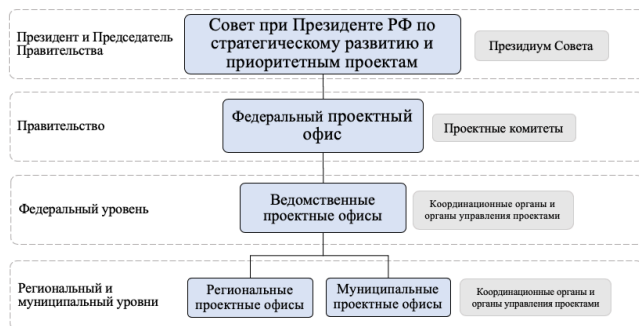 Президент и Председатель
Правительства
Совет при Президенте РФ по
стратегическому развитию и
приоритетным проектам
Президиум Совета
Правительство
Федеральный проектный
офис
Проектные комитеты
Федеральный уровень
Ведомственные
проектные офисы
Координационные органы и
органы управления проектами
Региональный и
муниципальный уровни
Региональные
проектные офисы
Муниципальные
проектные офисы
Координационные органы и
органы управления проектами